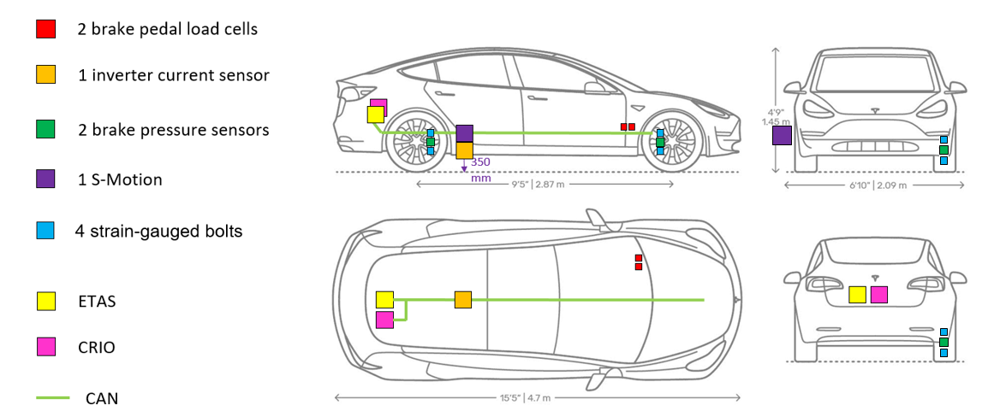 2 brake pedal load cells
1 inverter current sensor
2 brake pressure sensors
1 S-Motion
4 strain-gauged bolts
ETAS
CRIO
CAN
350
mm
9'5" | 2.87 m
4'9"
1.45 m
6'10" | 2.09 m
15'5" | 4.7 m